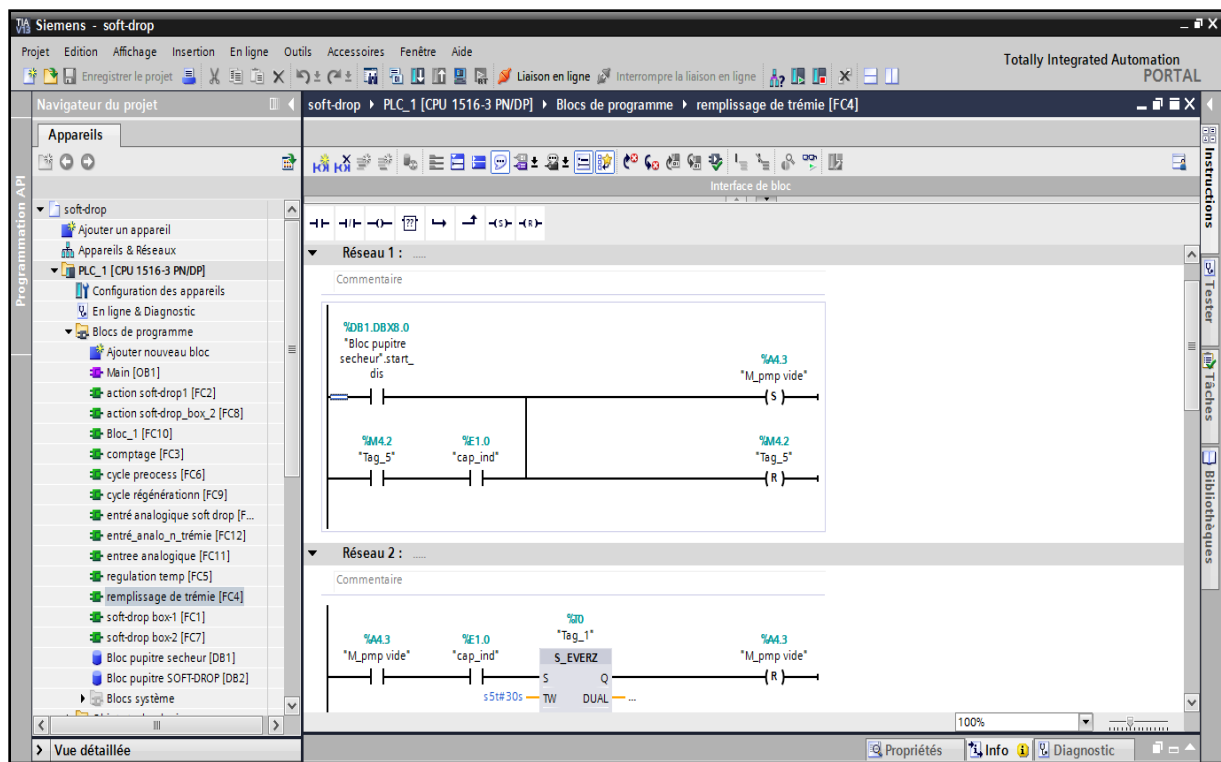 Siemens - soft-drop
Projet Edition Affichage Insertion En ligne Outils Accessoires Fenêtre Aide
Enregistrer le projet Liaison en ligne Interrompre la liaison en ligne
Totally Integrated Automation
PORTAL
Navigateur du projet
soft-drop PLC_1 [CPU 1516-3 PN/DP] Blocs de programme remplissage de trémie [FC4]
Appareils
Interface de bloc
Programmation API
soft-drop
Ajouter un appareil
Appareils & Réseaux
PLC_1 [CPU 1516-3 PN/DP]
Configuration des appareils
En ligne & Diagnostic
Blocs de programme
Ajouter nouveau bloc
Main [OB1]
action soft-drop1 [FC2]
action soft-drop_box_2 [FC8]
Bloc_1 [FC10]
comptage [FC3]
cycle preocess [FC6]
cycle régénérationn [FC9]
entré analogique soft drop [F...
entré_analo_n_trémie [FC12]
entree analogique [FC11]
regulation temp [FC5]
remplissage de trémie [FC4]
soft-drop box-1 [FC1]
soft-drop box-2 [FC7]
Bloc pupitre secheur [DB1]
Bloc pupitre SOFT-DROP [DB2]
Blocs système
Vue détaillée
??
Réseau 1 : .....
Commentaire
%DB1.DBX8.0
"Bloc pupitre
secheur".start_
dis
%A4.3
"M_pmp vide"
S
%M4.2
"Tag_5"
%E1.0
"cap_ind"
%M4.2
"Tag_5"
R
Réseau 2 : .....
Commentaire
%A4.3
"M_pmp vide"
%E1.0
"cap_ind"
%T0
"Tag_1"
S_EVERZ
S Q
s5t#30s TW DUAL ...
%A4.3
"M_pmp vide"
R
100%
Propriétés Info Diagnostic
Instructions
Tester
Tâches
Bibliothèques